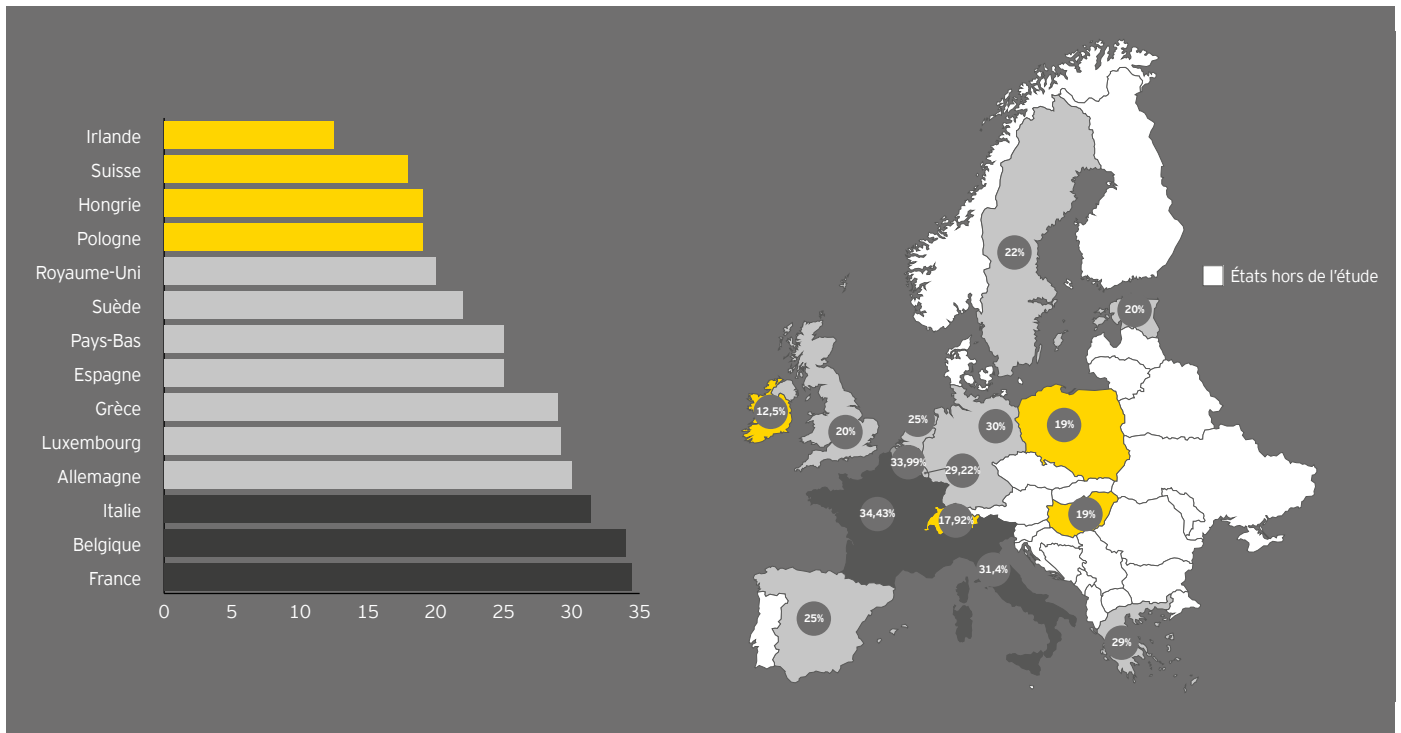 Irlande
Suisse
Hongrie
Pologne
Royaume-Uni
Suède
Pays-Bas
Espagne
Grèce
Luxembourg
Allemagne
Italie
Belgique
France
0 5 10 15 20 25 30 35
22%
États hors de l’étude
20%
12,5%
20%
25%
30%
19%
33,99%
29,22%
34,43%
17,92%
19%
31,4%
25%
29%